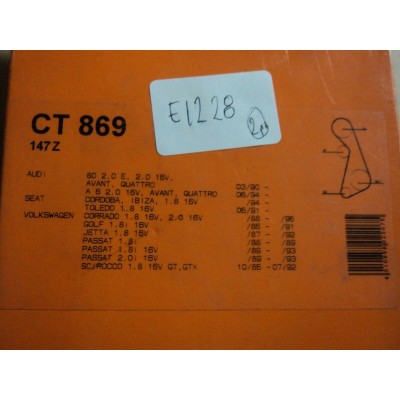 E1228
CT 869
147Z
AUDI 80 2.0 E, 2.0 16V,
AVANT, QUATTRO 03/90 -
A 6 2.0 16V, AVANT, QUATTRO 06/94 -
SEAT CORDOBA, IBIZA, 1.8 16V /94 -
TOLEDO 1.8 16V 05/91 -
VOLKSWAGEN CORRADO 1.8 16V, 2.0 16V /88 - /95
GOLF 1.8i 16V /85 - /91
JETTA 1.8 16V /87 - /92
PASSAT 1.8i /88 - /89
PASSAT 1.8i 16V /89 - /93
PASSAT 2.0i 16V /89 - /93
SCIROCCO 1.8 16V GT,GTX 10/85 -07/92